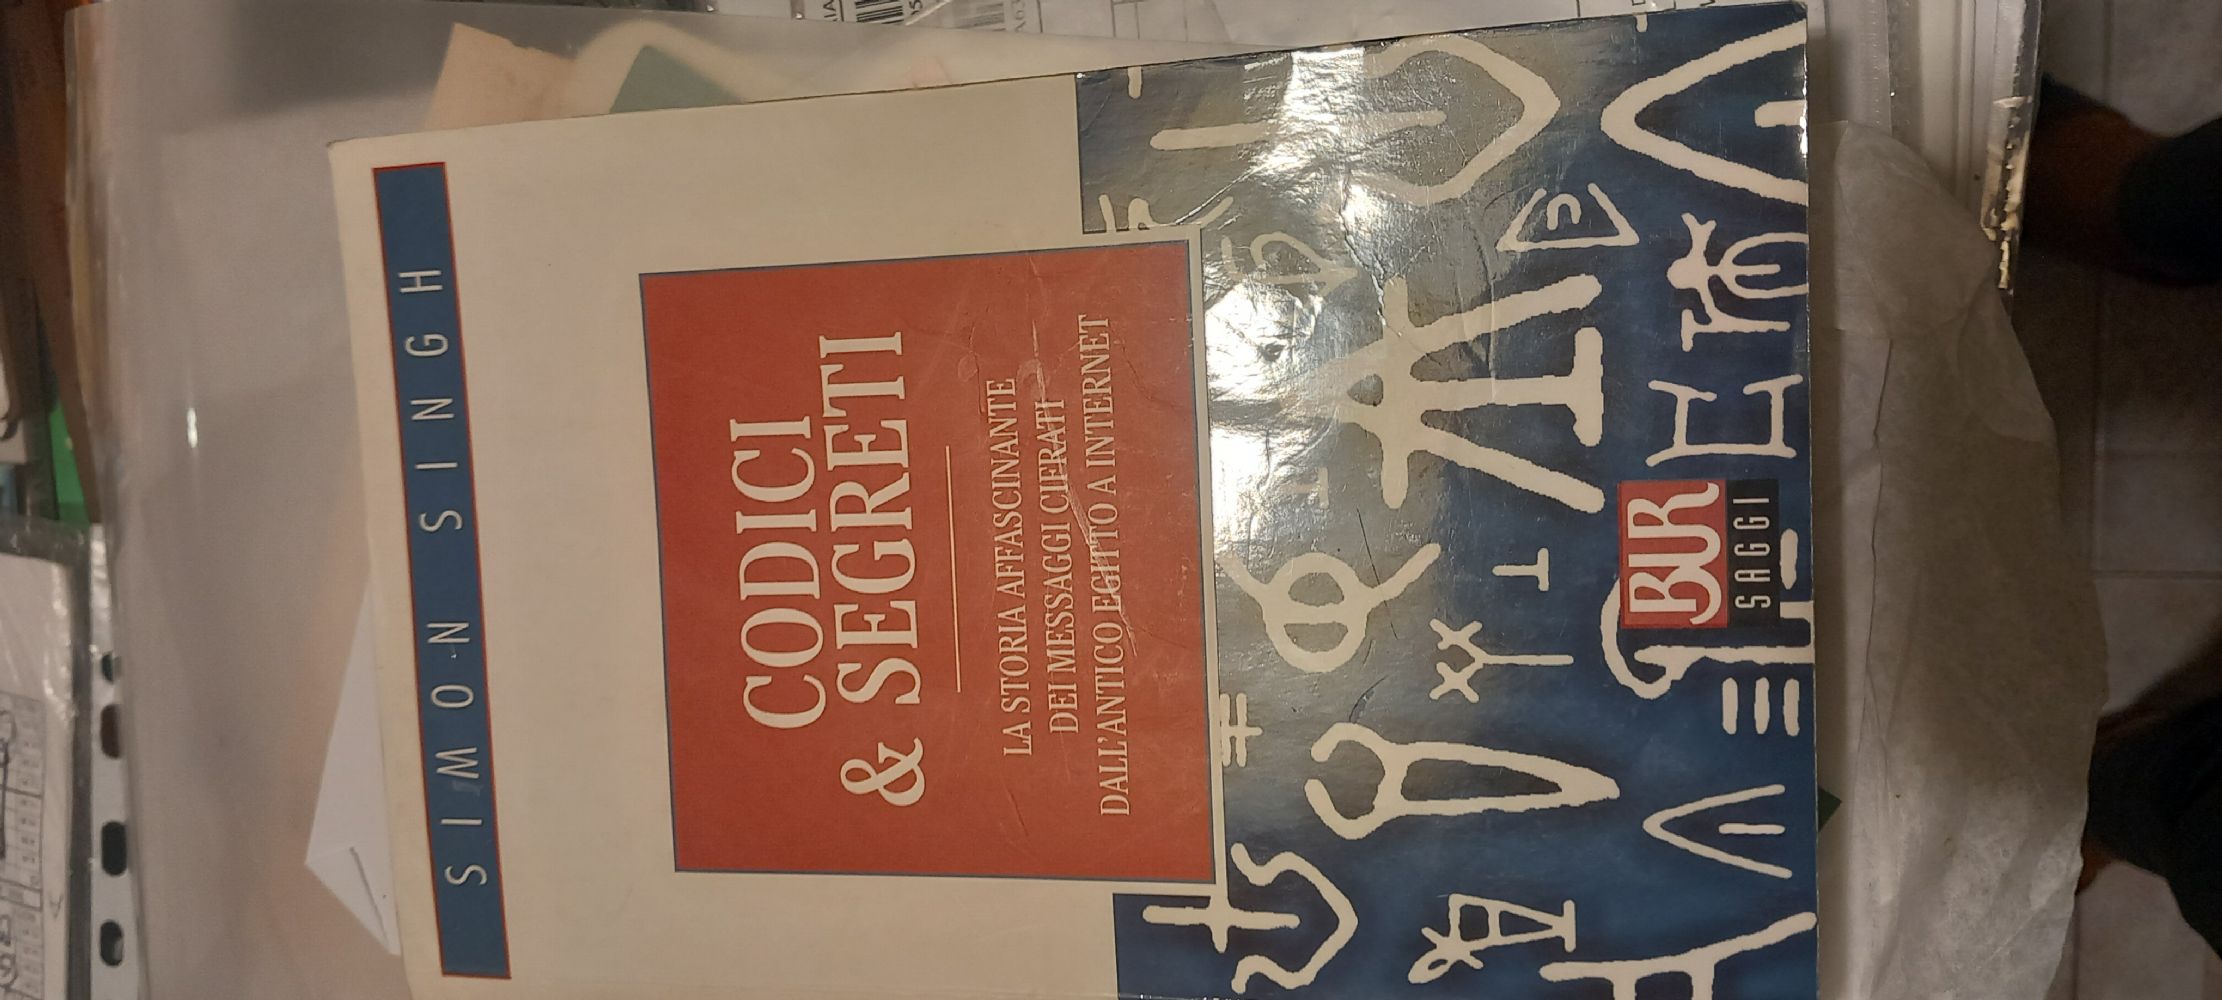 SIMON SINGH
CODICI
& SEGRETI
LA STORIA AFFASCINANTE
DEI MESSAGGI CIFRATI
DALL'ANTICO EGITTO A INTERNET
BUR
SAGGI